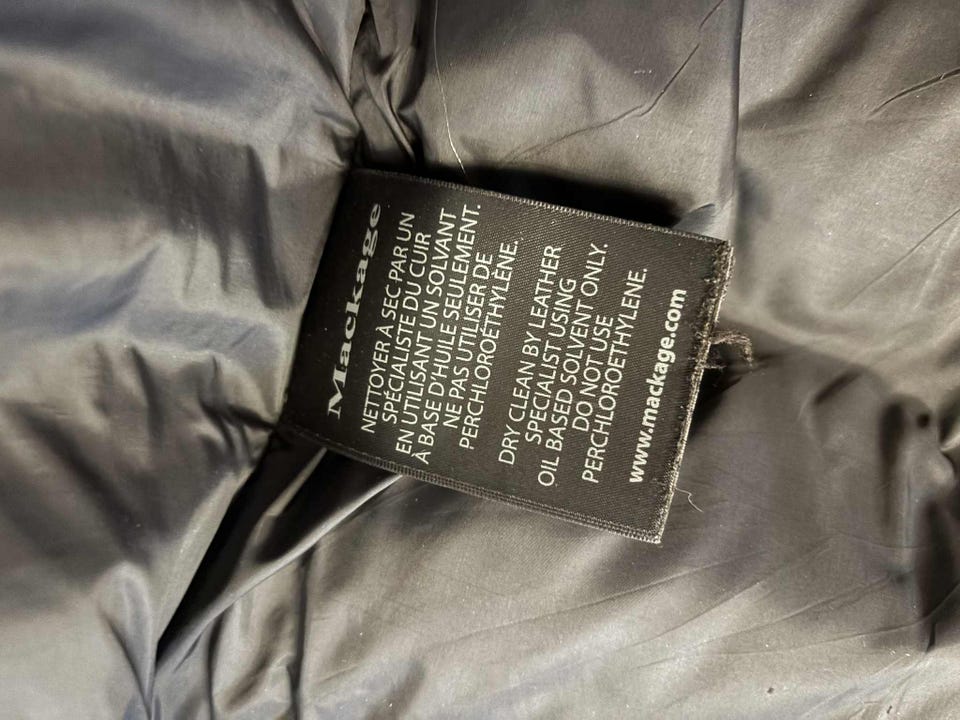 Mackage
NETTOYER À SEC PAR UN
SPÉCIALISTE DU CUIR
EN UTILISANT UN SOLVANT
À BASE D'HUILE SEULEMENT.
NE PAS UTILISER DE
PERCHLOROÉTHYLÈNE.
DRY CLEAN BY LEATHER
SPECIALIST USING
OIL BASED SOLVENT ONLY.
DO NOT USE
PERCHLOROETHYLENE.
www.mackage.com